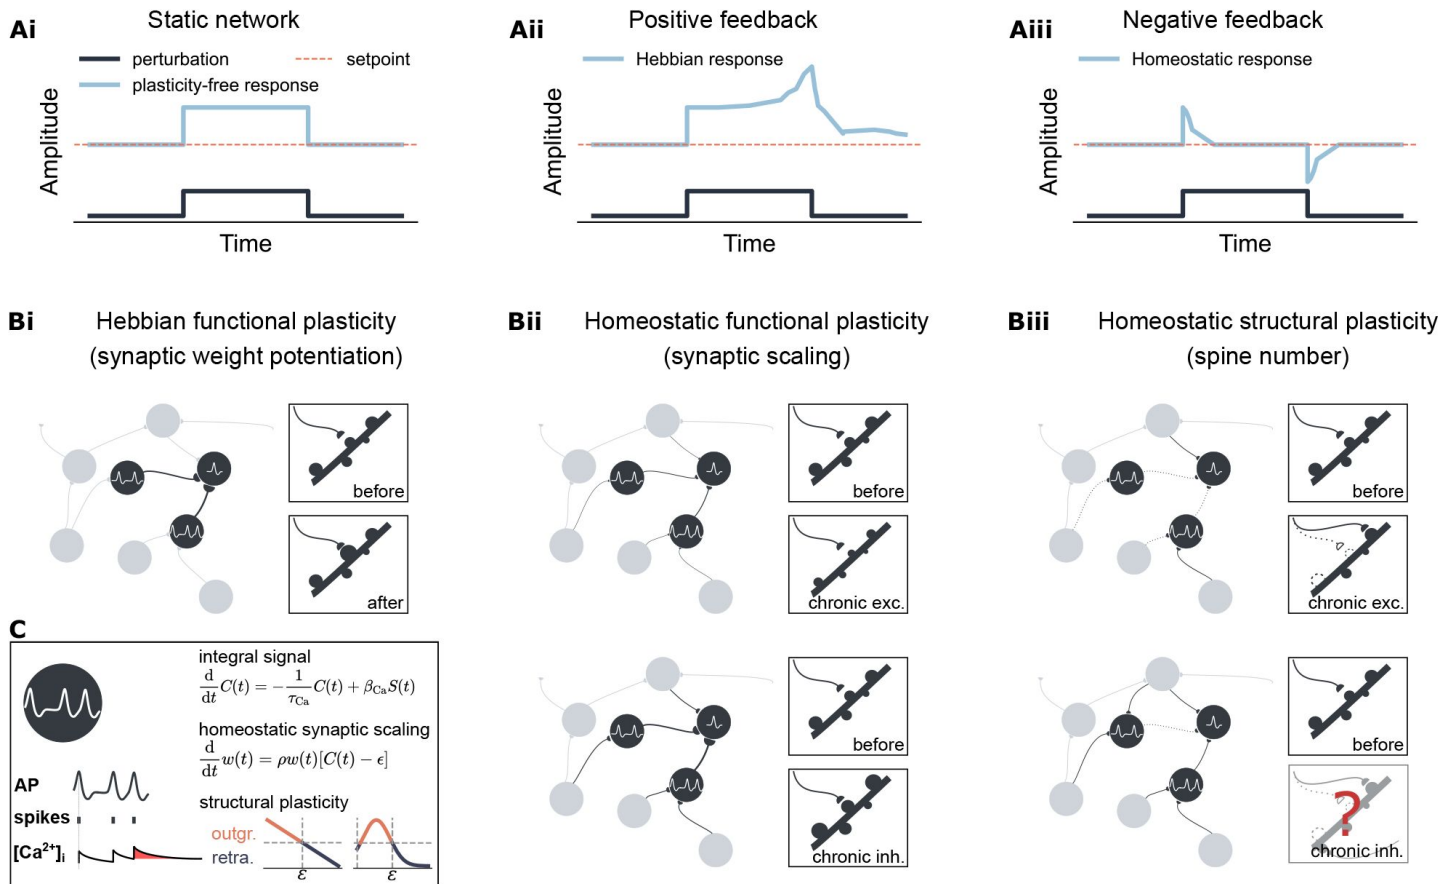 Ai
Static network
perturbation
setpoint
plasticity-free response
Amplitude
Time
Aii
Positive feedback
Hebbian response
Amplitude
Time
Aiii
Negative feedback
Homeostatic response
Amplitude
Time
Bi
Hebbian functional plasticity
(synaptic weight potentiation)
before
after
Bii
Homeostatic functional plasticity
(synaptic scaling)
before
chronic exc.
before
chronic inh.
Biii
Homeostatic structural plasticity
(spine number)
before
chronic exc.
before
?
chronic inh.
C
integral signal
d/dt C(t) = −1/τCa C(t) + βCaS(t)
homeostatic synaptic scaling
d/dt w(t) = ρw(t)[C(t) − ϵ]
AP
spikes
[Ca²⁺]i
structural plasticity
outgr.
retra.
ε
ε